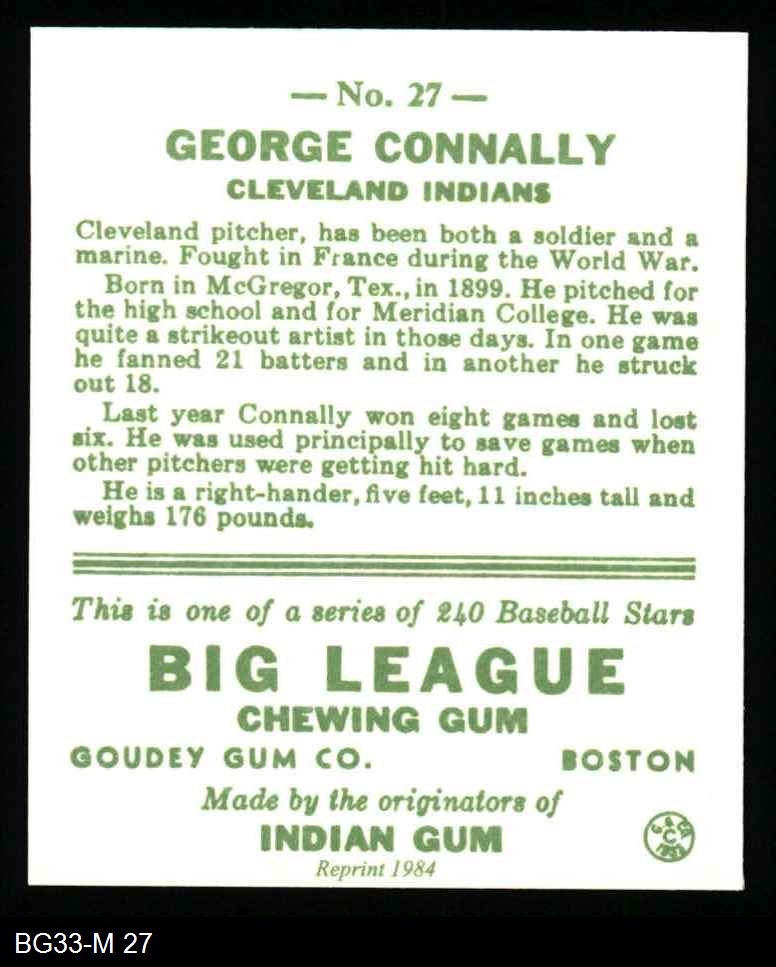 — No. 27 —
GEORGE CONNALLY
CLEVELAND INDIANS
Cleveland pitcher, has been both a soldier and a
marine. Fought in France during the World War.
Born in McGregor, Tex., in 1899. He pitched for
the high school and for Meridian College. He was
quite a strikeout artist in those days. In one game
he fanned 21 batters and in another he struck
out 18.
Last year Connally won eight games and lost
six. He was used principally to save games when
other pitchers were getting hit hard.
He is a right-hander, five feet, 11 inches tall and
weighs 176 pounds.
This is one of a series of 240 Baseball Stars
BIG LEAGUE
CHEWING GUM
GOUDEY GUM CO. BOSTON
Made by the originators of
INDIAN GUM
Reprint 1984
BG33-M 27